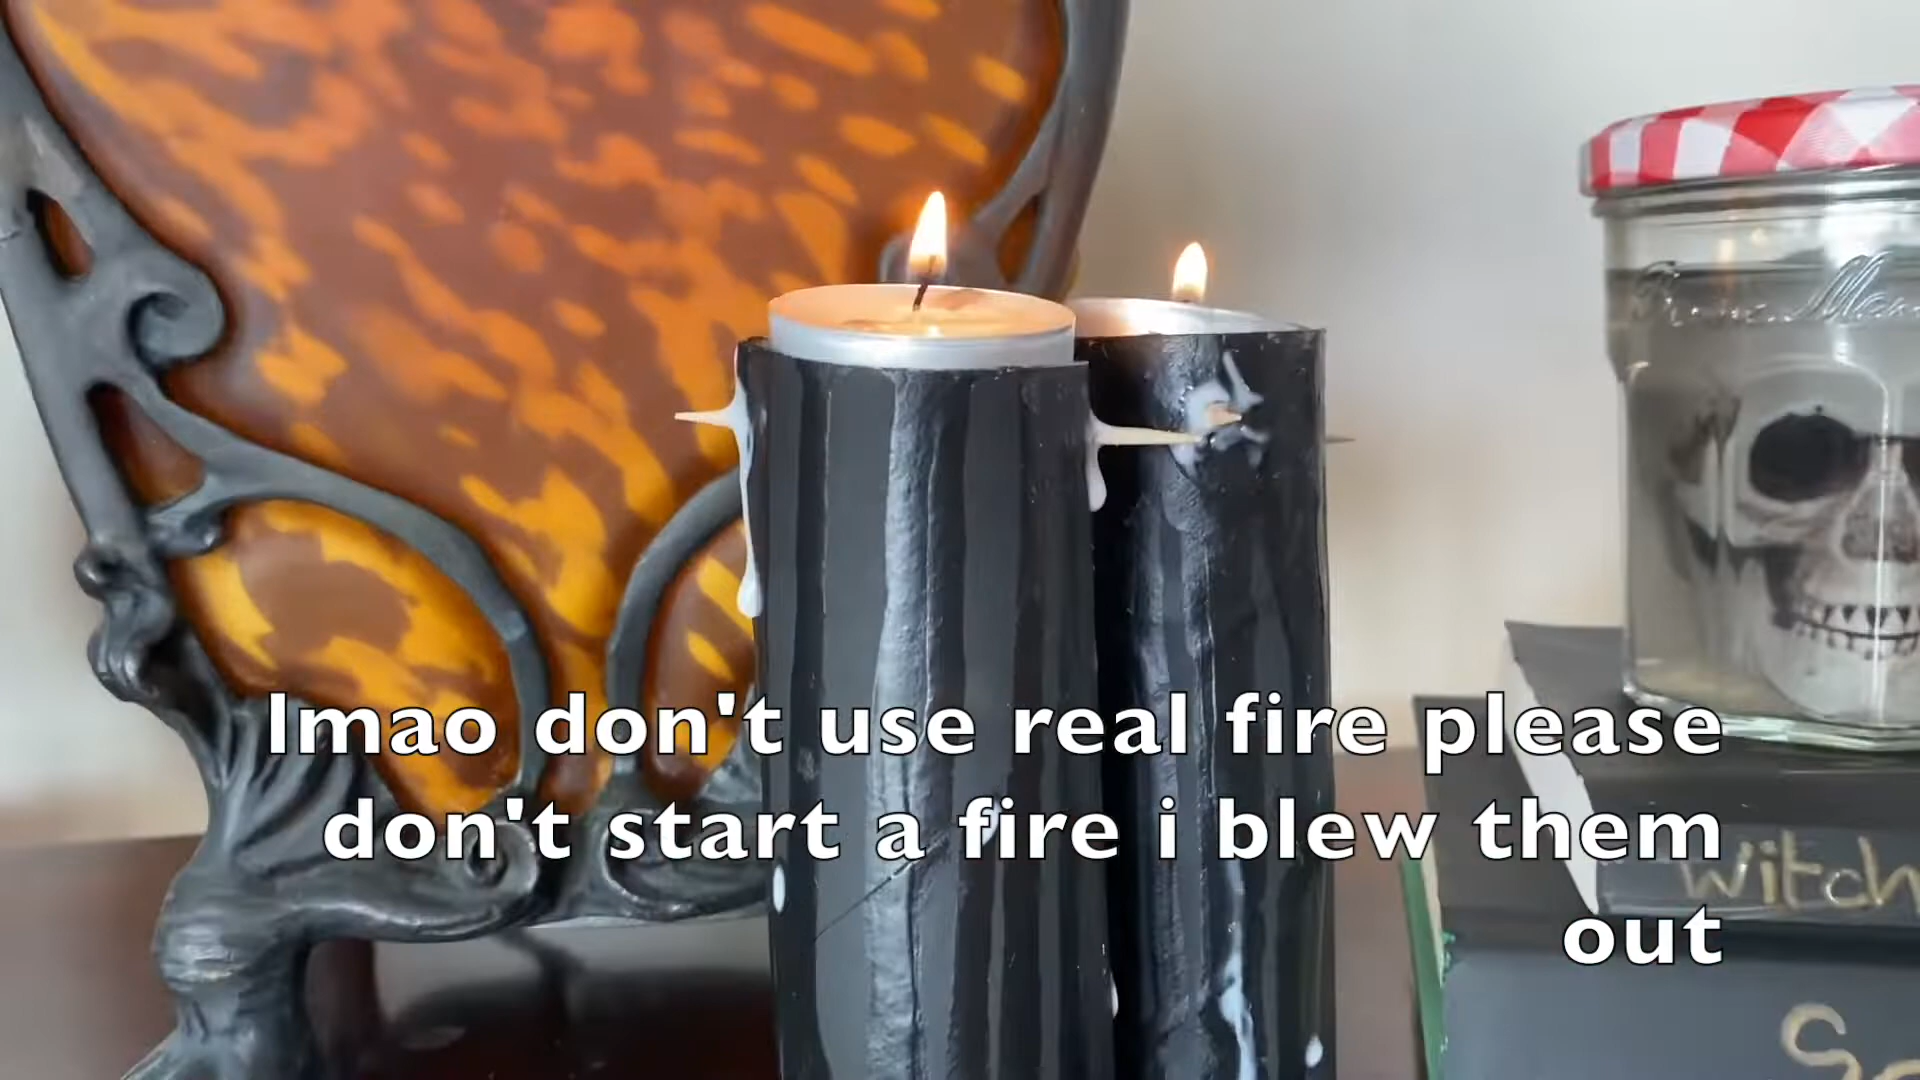 lmao don't use real fire please
don't start a fire i blew them
out
witch